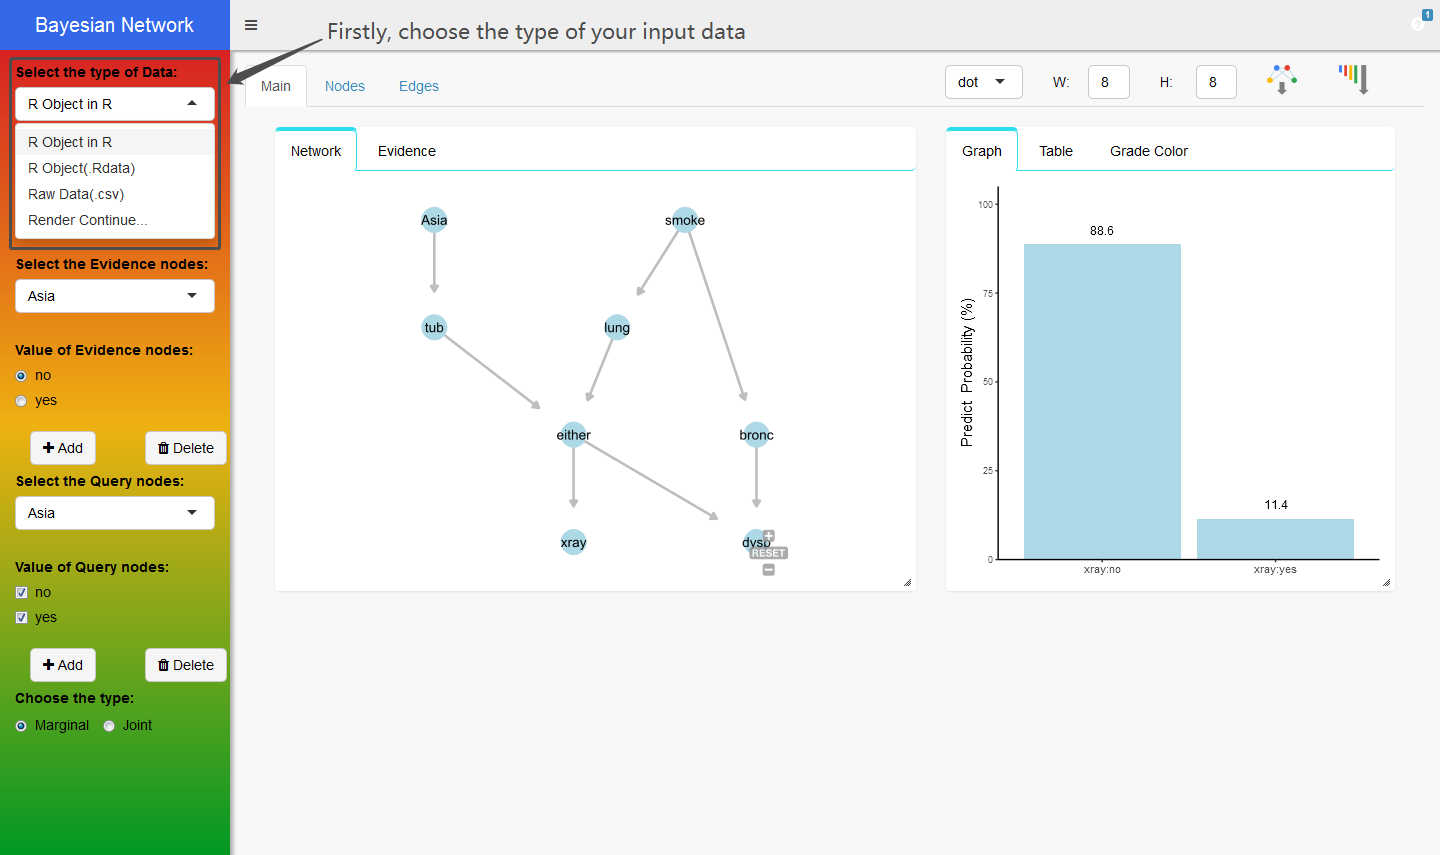 Bayesian Network
Firstly, choose the type of your input data
1
Select the type of Data:
R Object in R
R Object in R
R Object(.Rdata)
Raw Data(.csv)
Render Continue...
Select the Evidence nodes:
Asia
Value of Evidence nodes:
no
yes
Add Delete
Select the Query nodes:
Asia
Value of Query nodes:
no
yes
Add Delete
Choose the type:
Marginal Joint
Main Nodes Edges
dot W: 8 H: 8
Network Evidence
Asia smoke
tub lung
either bronc
xray dysp
RESET
Graph Table Grade Color
Predict Probability (%)
100
75
50
25
0
88.6
11.4
xray:no xray:yes